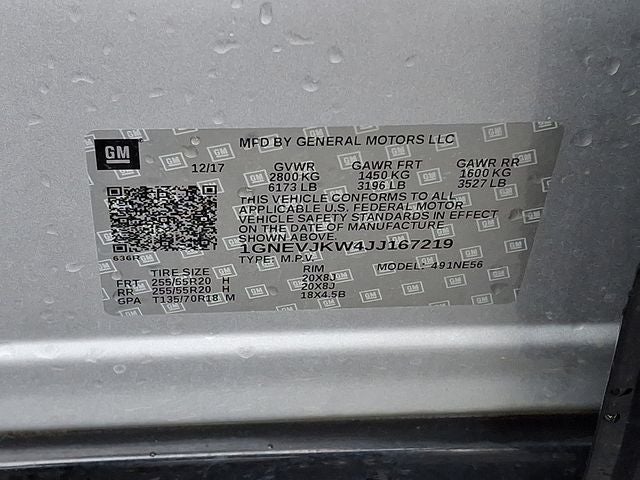 GM
MFD BY GENERAL MOTORS LLC
12/17 GVWR GAWR FRT GAWR RR
2800 KG 1450 KG 1600 KG
6173 LB 3196 LB 3527 LB
THIS VEHICLE CONFORMS TO ALL
APPLICABLE U.S. FEDERAL MOTOR
VEHICLE SAFETY STANDARDS IN EFFECT
ON THE DATE OF MANUFACTURE
SHOWN ABOVE.
1GNEVJKW4JJ167219
636R TYPE: M.P.V. MODEL: 491NE56
TIRE SIZE RIM
FRT 255/55R20 H 20X8J
RR 255/55R20 H 20X8J
GPA T135/70R18 M 18X4.5B